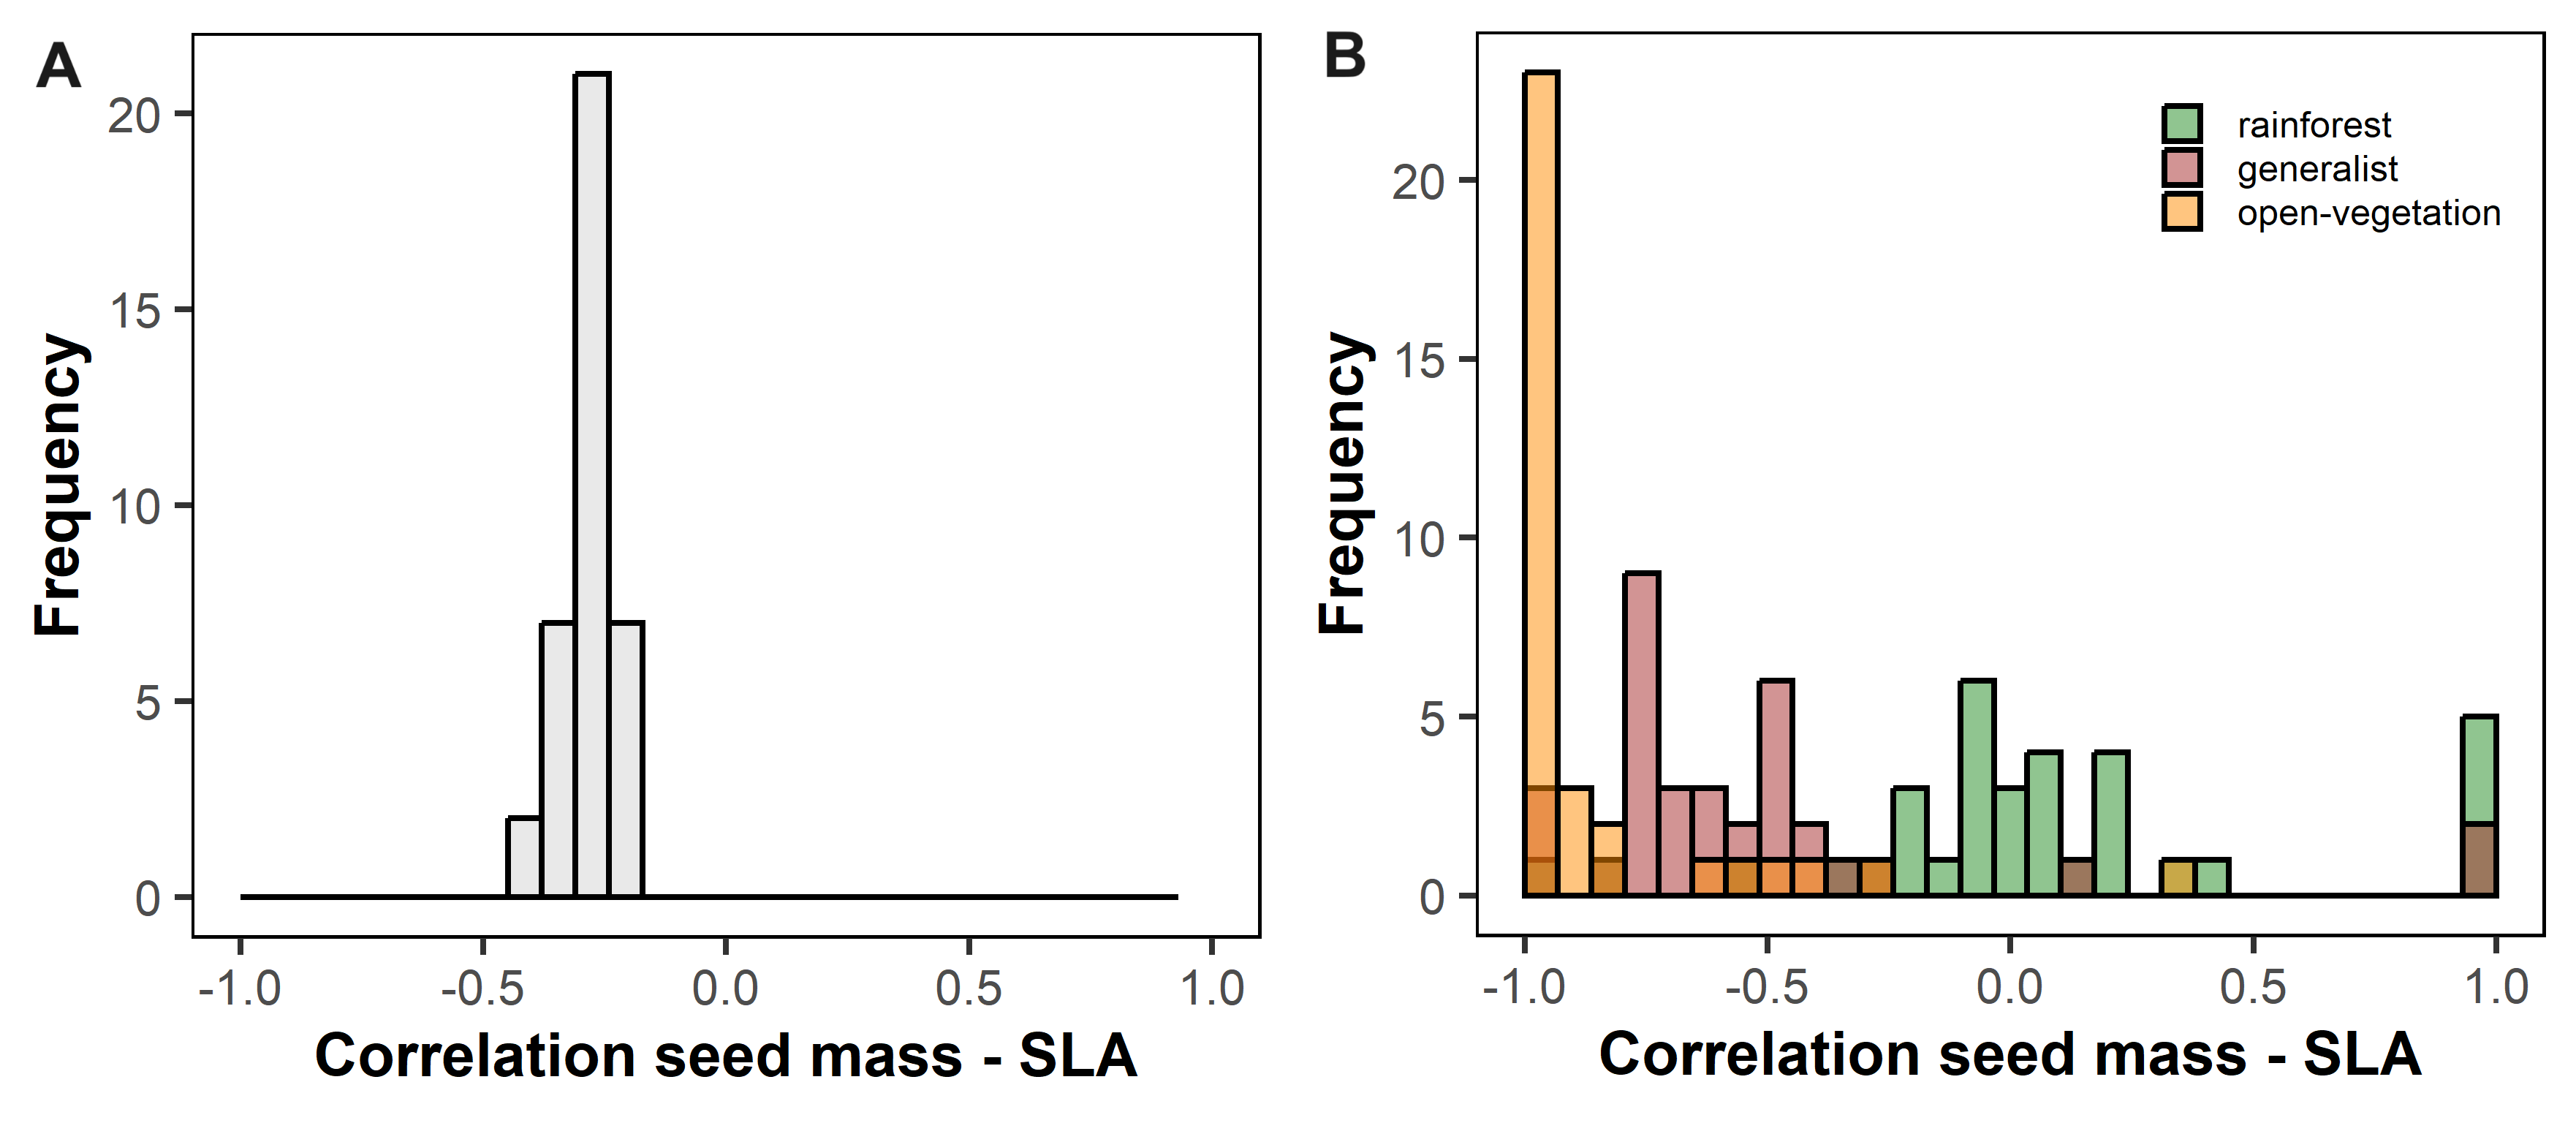 A
Frequency
20
15
10
5
0
-1.0 -0.5 0.0 0.5 1.0
Correlation seed mass - SLA
B
Frequency
20
15
10
5
0
rainforest
generalist
open-vegetation
-1.0 -0.5 0.0 0.5 1.0
Correlation seed mass - SLA